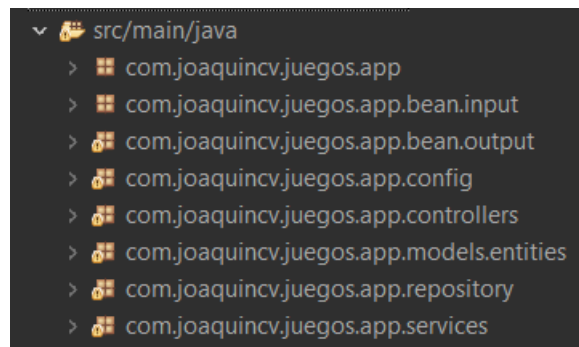 src/main/java
com.joaquincv.juegos.app
com.joaquincv.juegos.app.bean.input
com.joaquincv.juegos.app.bean.output
com.joaquincv.juegos.app.config
com.joaquincv.juegos.app.controllers
com.joaquincv.juegos.app.models.entities
com.joaquincv.juegos.app.repository
com.joaquincv.juegos.app.services